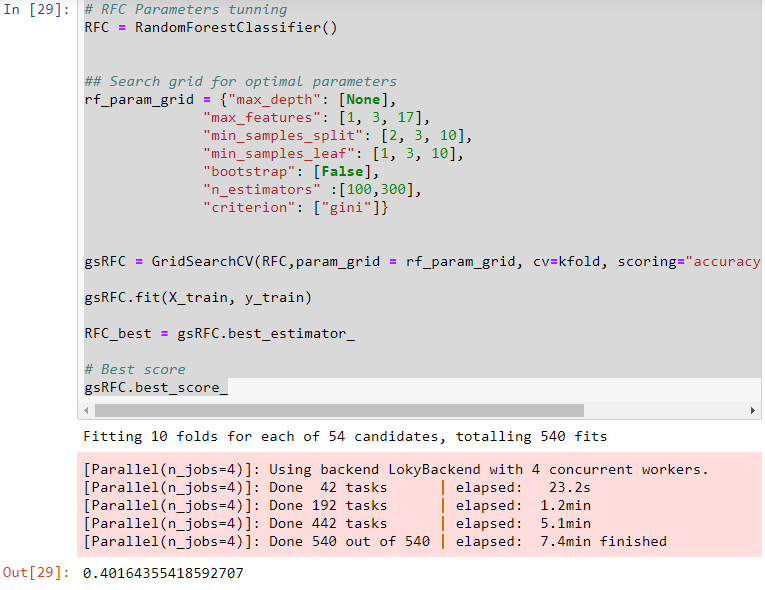 In [29]:
# RFC Parameters tunning
RFC = RandomForestClassifier()
## Search grid for optimal parameters
rf_param_grid = {"max_depth": [None],
"max_features": [1, 3, 17],
"min_samples_split": [2, 3, 10],
"min_samples_leaf": [1, 3, 10],
"bootstrap": [False],
"n_estimators" :[100,300],
"criterion": ["gini"]}
gsRFC = GridSearchCV(RFC,param_grid = rf_param_grid, cv=kfold, scoring="accuracy
gsRFC.fit(X_train, y_train)
RFC_best = gsRFC.best_estimator_
# Best score
gsRFC.best_score_
Fitting 10 folds for each of 54 candidates, totalling 540 fits
[Parallel(n_jobs=4)]: Using backend LokyBackend with 4 concurrent workers.
[Parallel(n_jobs=4)]: Done  42 tasks      | elapsed:   23.2s
[Parallel(n_jobs=4)]: Done 192 tasks      | elapsed:  1.2min
[Parallel(n_jobs=4)]: Done 442 tasks      | elapsed:  5.1min
[Parallel(n_jobs=4)]: Done 540 out of 540 | elapsed:  7.4min finished
Out[29]: 0.40164355418592707